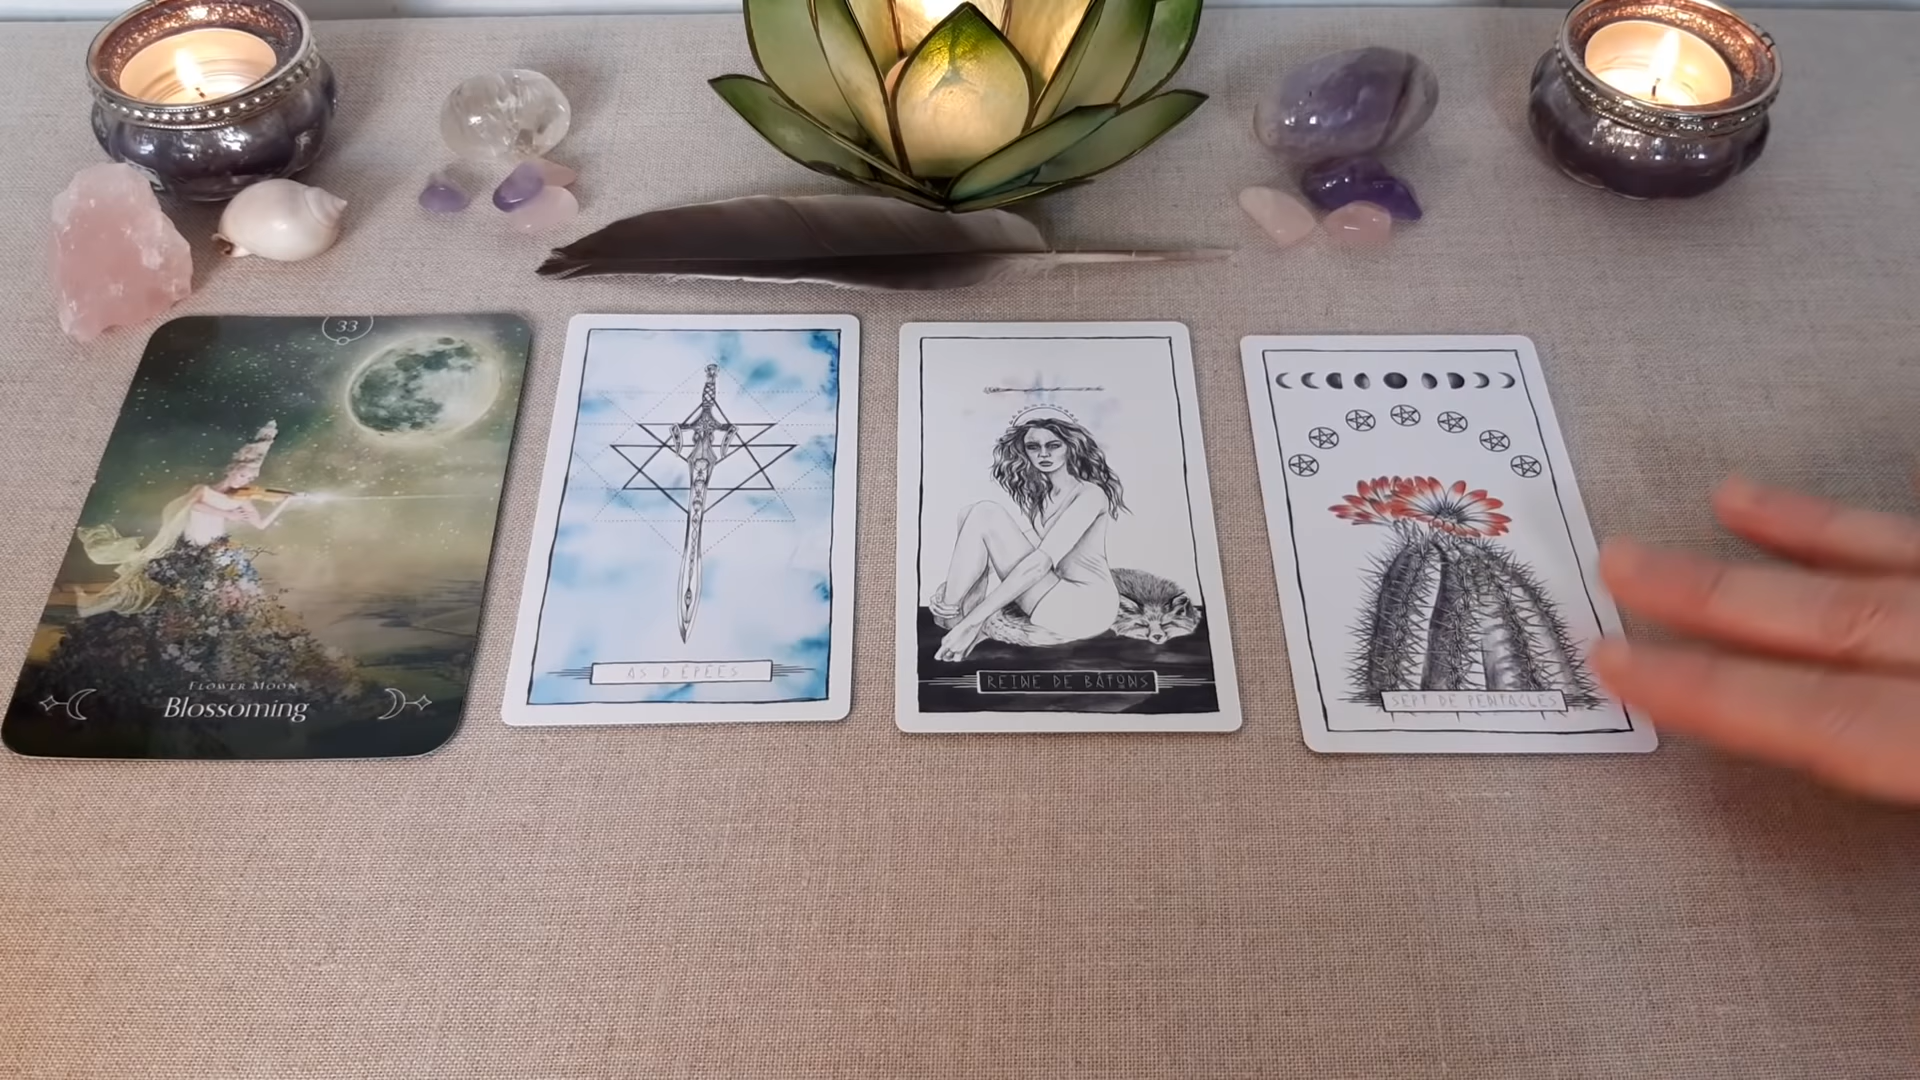 33
FLOWER MOON
Blossoming
AS D'ÉPÉES
REINE DE BÂTONS
SEPT DE PENTACLES